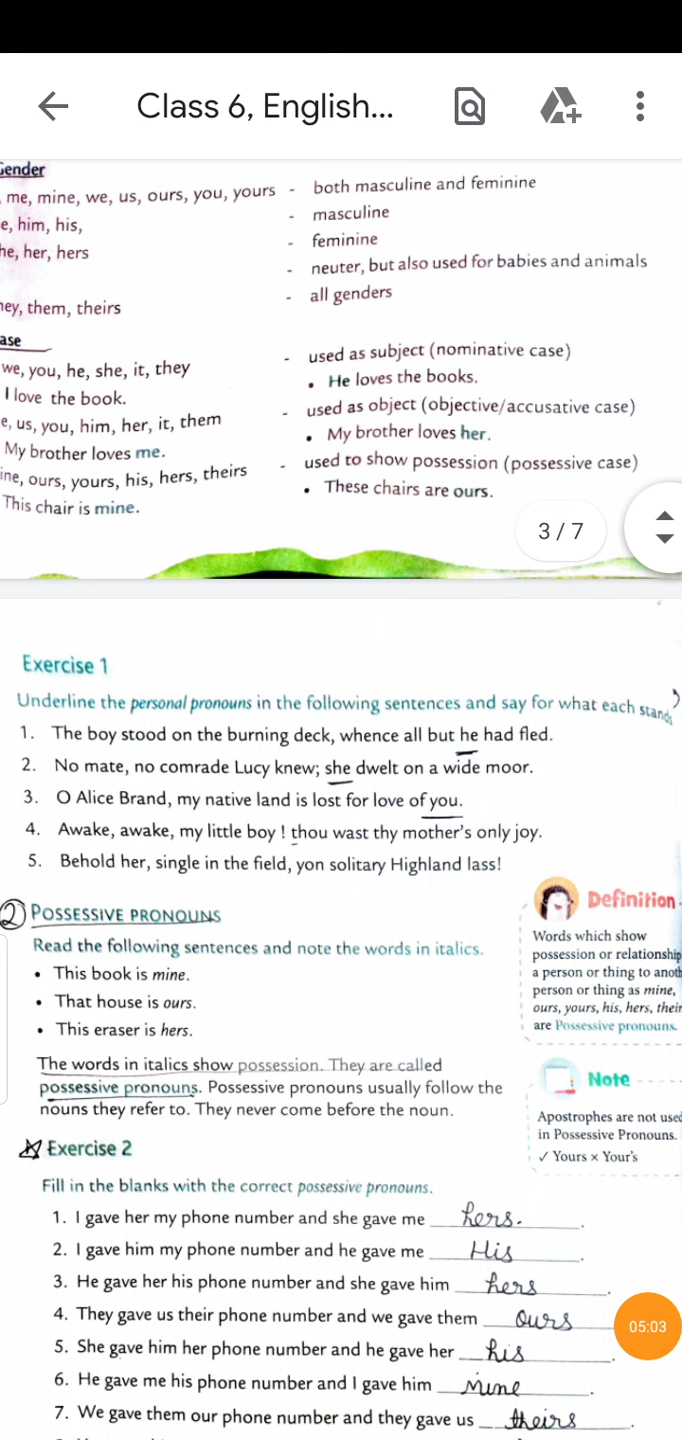 Class 6, English...
Gender
me, mine, we, us, ours, you, yours - both masculine and feminine
e, him, his, - masculine
he, her, hers - feminine
- neuter, but also used for babies and animals
hey, them, theirs - all genders
ase
we, you, he, she, it, they - used as subject (nominative case)
I love the book. • He loves the books.
e, us, you, him, her, it, them - used as object (objective/accusative case)
My brother loves me. • My brother loves her.
ine, ours, yours, his, hers, theirs - used to show possession (possessive case)
This chair is mine. • These chairs are ours.
3 / 7
Exercise 1
Underline the personal pronouns in the following sentences and say for what each stands
1. The boy stood on the burning deck, whence all but he had fled.
2. No mate, no comrade Lucy knew; she dwelt on a wide moor.
3. O Alice Brand, my native land is lost for love of you.
4. Awake, awake, my little boy ! thou wast thy mother's only joy.
5. Behold her, single in the field, yon solitary Highland lass!
2 POSSESSIVE PRONOUNS
Read the following sentences and note the words in italics.
• This book is mine.
• That house is ours.
• This eraser is hers.
The words in italics show possession. They are called
possessive pronouns. Possessive pronouns usually follow the
nouns they refer to. They never come before the noun.
Definition
Words which show
possession or relationship
a person or thing to anoth
person or thing as mine,
ours, yours, his, hers, their
are Possessive pronouns.
Note
Apostrophes are not used
in Possessive Pronouns.
✓ Yours × Your's
Exercise 2
Fill in the blanks with the correct possessive pronouns.
1. I gave her my phone number and she gave me hers.
2. I gave him my phone number and he gave me His.
3. He gave her his phone number and she gave him hers.
4. They gave us their phone number and we gave them ours
5. She gave him her phone number and he gave her his.
6. He gave me his phone number and I gave him mine.
7. We gave them our phone number and they gave us theirs.
05:03